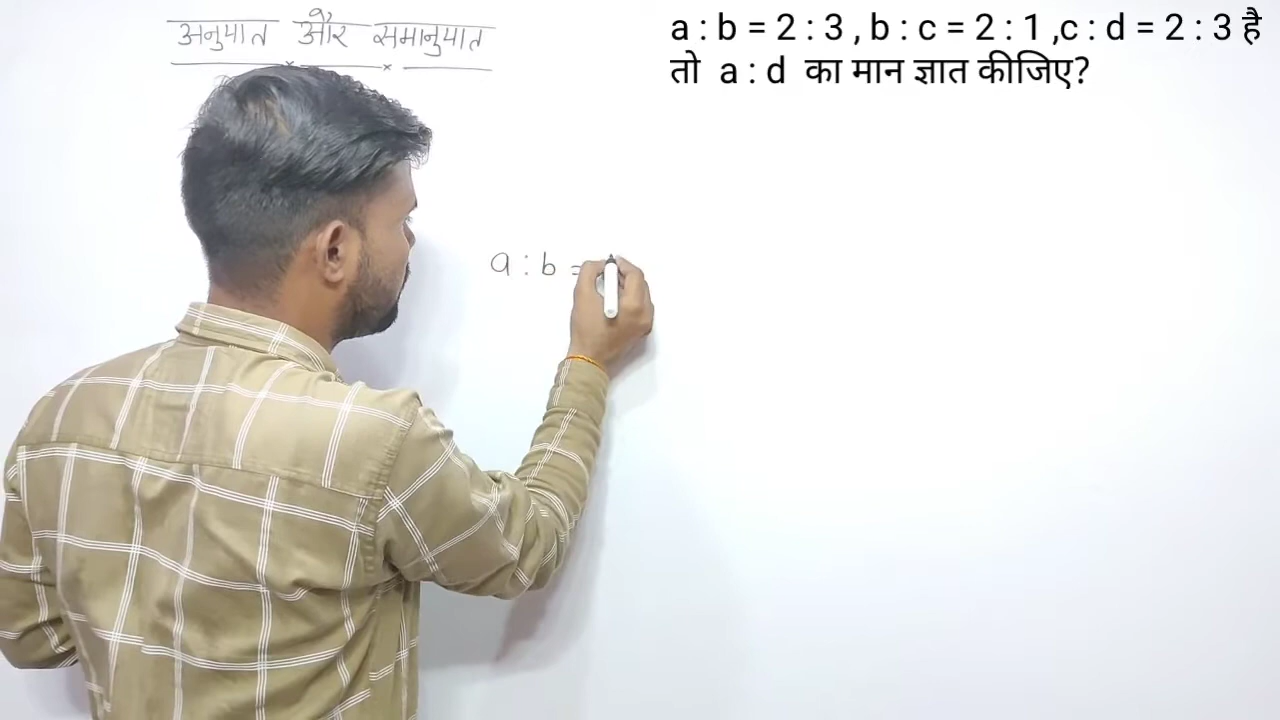 अनुपात और समानुपात
a : b = 2 : 3 , b : c = 2 : 1 ,c : d = 2 : 3 है
तो a : d का मान ज्ञात कीजिए?
a : b =